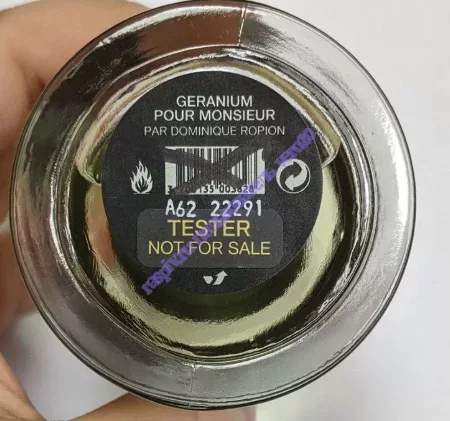 GERANIUM
POUR MONSIEUR
PAR DOMINIQUE ROPION
A62 22291
TESTER
NOT FOR SALE